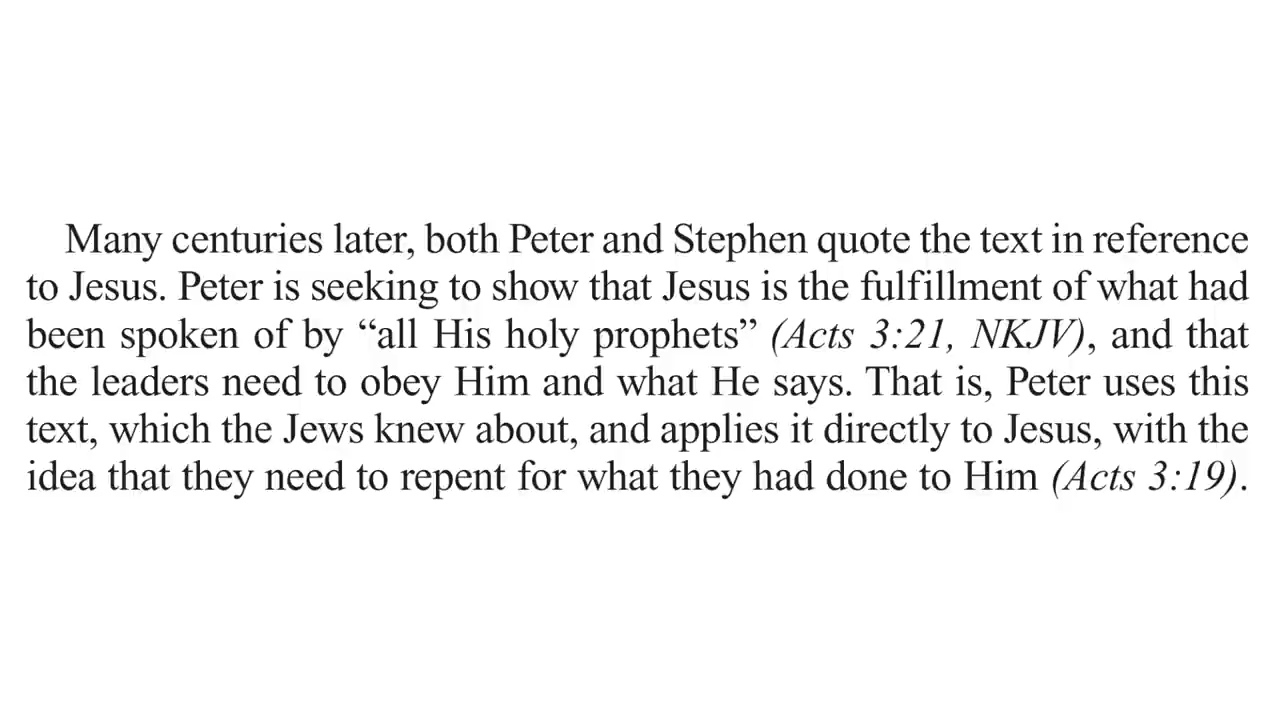 Many centuries later, both Peter and Stephen quote the text in reference
to Jesus. Peter is seeking to show that Jesus is the fulfillment of what had
been spoken of by “all His holy prophets” (Acts 3:21, NKJV), and that
the leaders need to obey Him and what He says. That is, Peter uses this
text, which the Jews knew about, and applies it directly to Jesus, with the
idea that they need to repent for what they had done to Him (Acts 3:19).